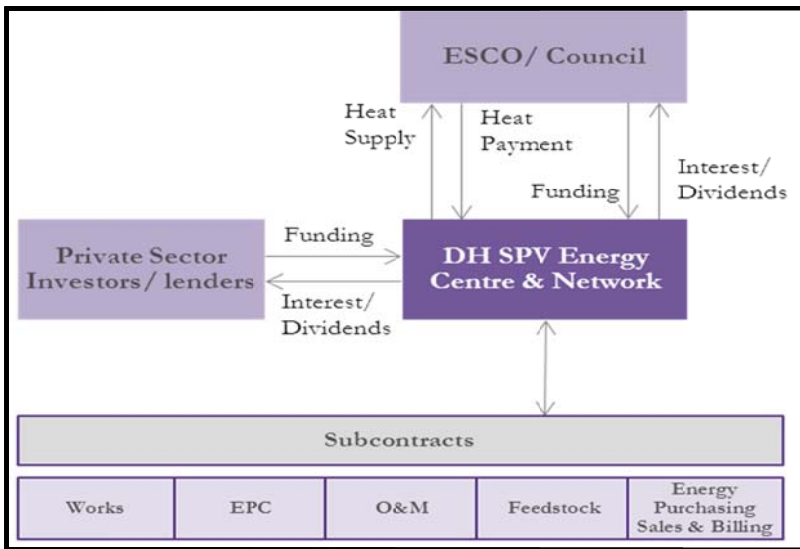 ESCO/ Council
Heat
Supply
Heat
Payment
Funding
Interest/
Dividends
Private Sector
Investors/ lenders
Funding
Interest/
Dividends
DH SPV Energy
Centre & Network
Subcontracts
Works
EPC
O&M
Feedstock
Energy
Purchasing
Sales & Billing